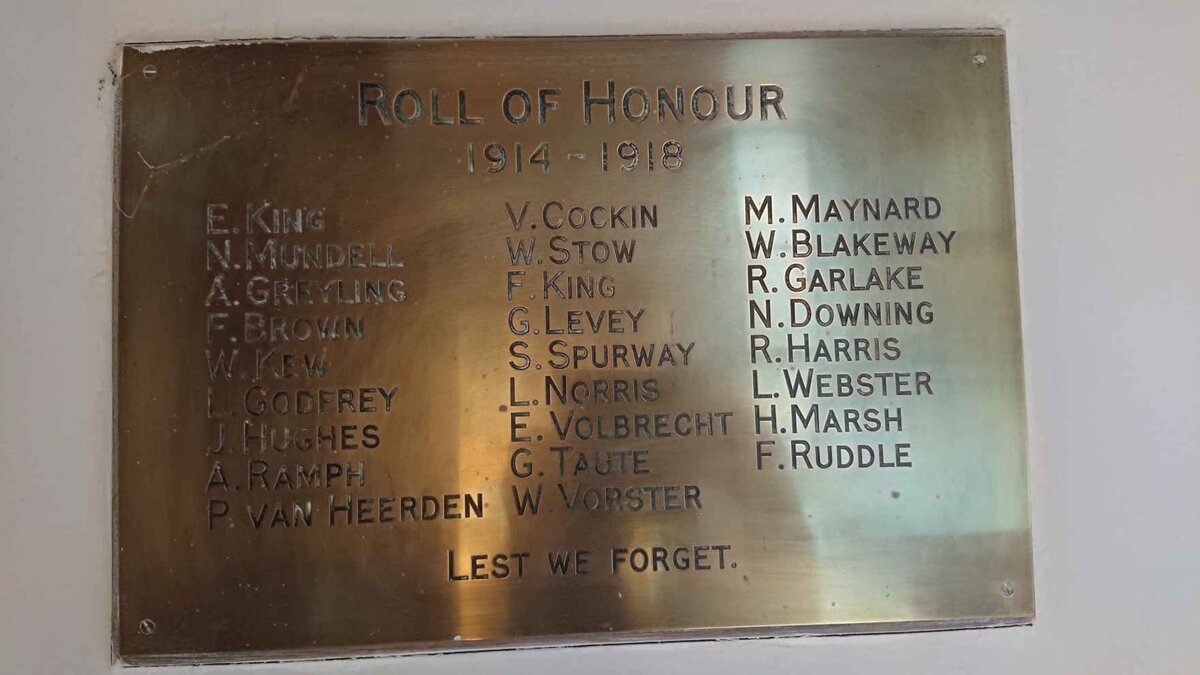 ROLL OF HONOUR
1914 - 1918
E. KING
N. MUNDELL
A. GREYLING
F. BROWN
W. KEW
L. GODFREY
J. HUGHES
A. RAMPH
P. VAN HEERDEN
V. COCKIN
W. STOW
F. KING
G. LEVEY
S. SPURWAY
L. NORRIS
E. VOLBRECHT
G. TAUTE
W. VORSTER
M. MAYNARD
W. BLAKEWAY
R. GARLAKE
N. DOWNING
R. HARRIS
L. WEBSTER
H. MARSH
F. RUDDLE
LEST WE FORGET.